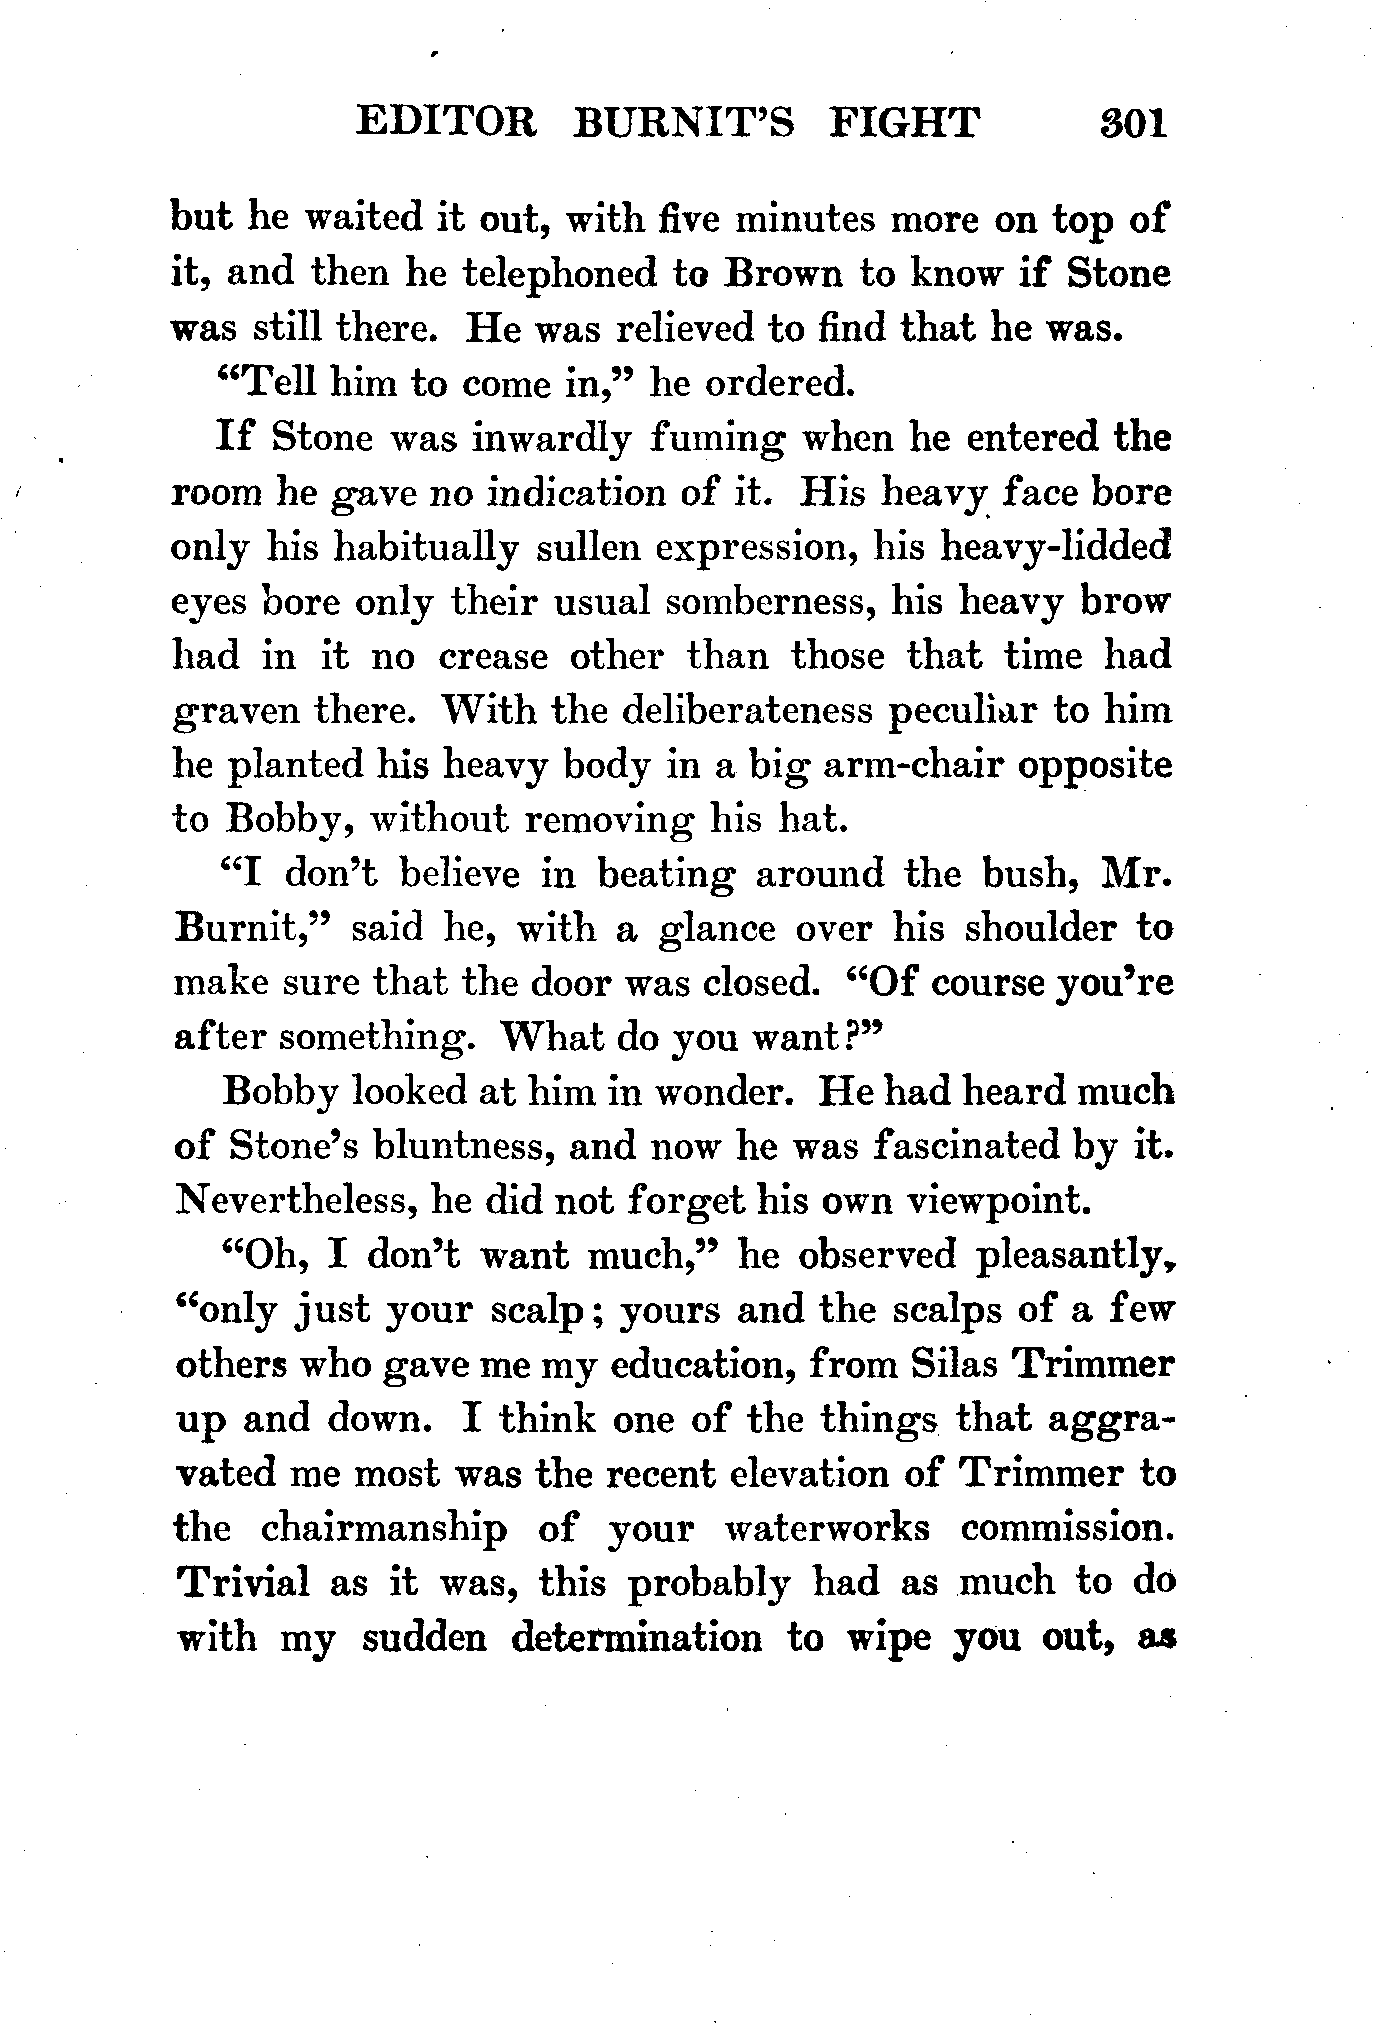 EDITOR BURNIT'S FIGHT 301
but he waited it out, with five minutes more on top of
it, and then he telephoned to Brown to know if Stone
was still there. He was relieved to find that he was.
“Tell him to come in,” he ordered.
If Stone was inwardly fuming when he entered the
room he gave no indication of it. His heavy face bore
only his habitually sullen expression, his heavy-lidded
eyes bore only their usual somberness, his heavy brow
had in it no crease other than those that time had
graven there. With the deliberateness peculiar to him
he planted his heavy body in a big arm-chair opposite
to Bobby, without removing his hat.
“I don't believe in beating around the bush, Mr.
Burnit,” said he, with a glance over his shoulder to
make sure that the door was closed. “Of course you're
after something. What do you want?”
Bobby looked at him in wonder. He had heard much
of Stone's bluntness, and now he was fascinated by it.
Nevertheless, he did not forget his own viewpoint.
“Oh, I don't want much,” he observed pleasantly,
“only just your scalp; yours and the scalps of a few
others who gave me my education, from Silas Trimmer
up and down. I think one of the things that aggra-
vated me most was the recent elevation of Trimmer to
the chairmanship of your waterworks commission.
Trivial as it was, this probably had as much to do
with my sudden determination to wipe you out, as